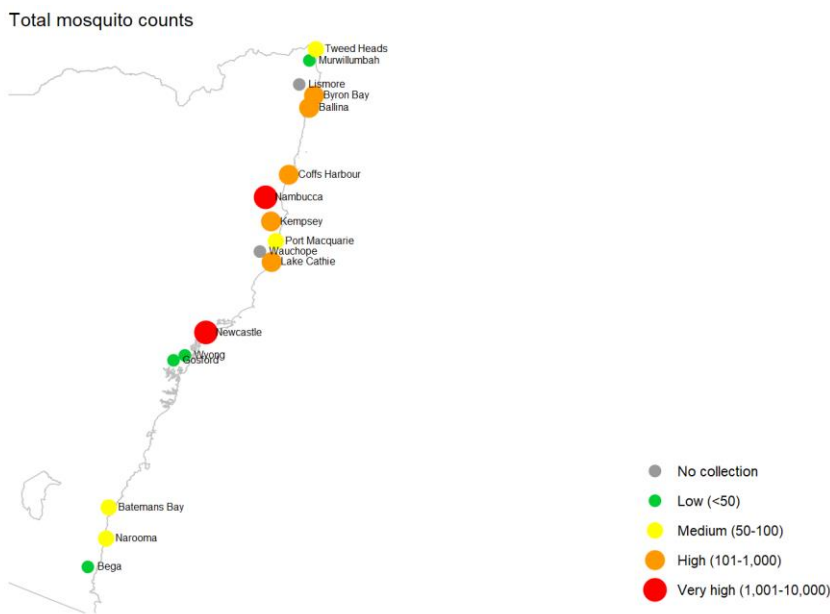 Total mosquito counts
Tweed Heads
Murwillumbah
Lismore
Byron Bay
Ballina
Coffs Harbour
Nambucca
Kempsey
Port Macquarie
Wauchope
Lake Cathie
Newcastle
Wyong
Gosford
Batemans Bay
Narooma
Bega
No collection
Low (<50)
Medium (50-100)
High (101-1,000)
Very high (1,001-10,000)